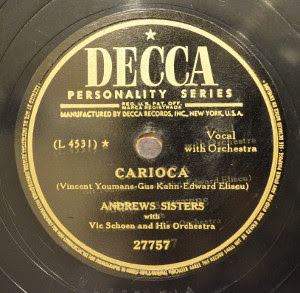 DECCA
PERSONALITY SERIES
REG. U.S. PAT. OFF.
MARCA REGISTRADA
MANUFACTURED BY DECCA RECORDS, INC., NEW YORK, U.S.A.
(L 4531) ★
Vocal
with Orchestra
CARIOCA
(Vincent Youmans-Gus Kahn-Edward Eliscu)
ANDREWS SISTERS
with
Vic Schoen and His Orchestra
27757